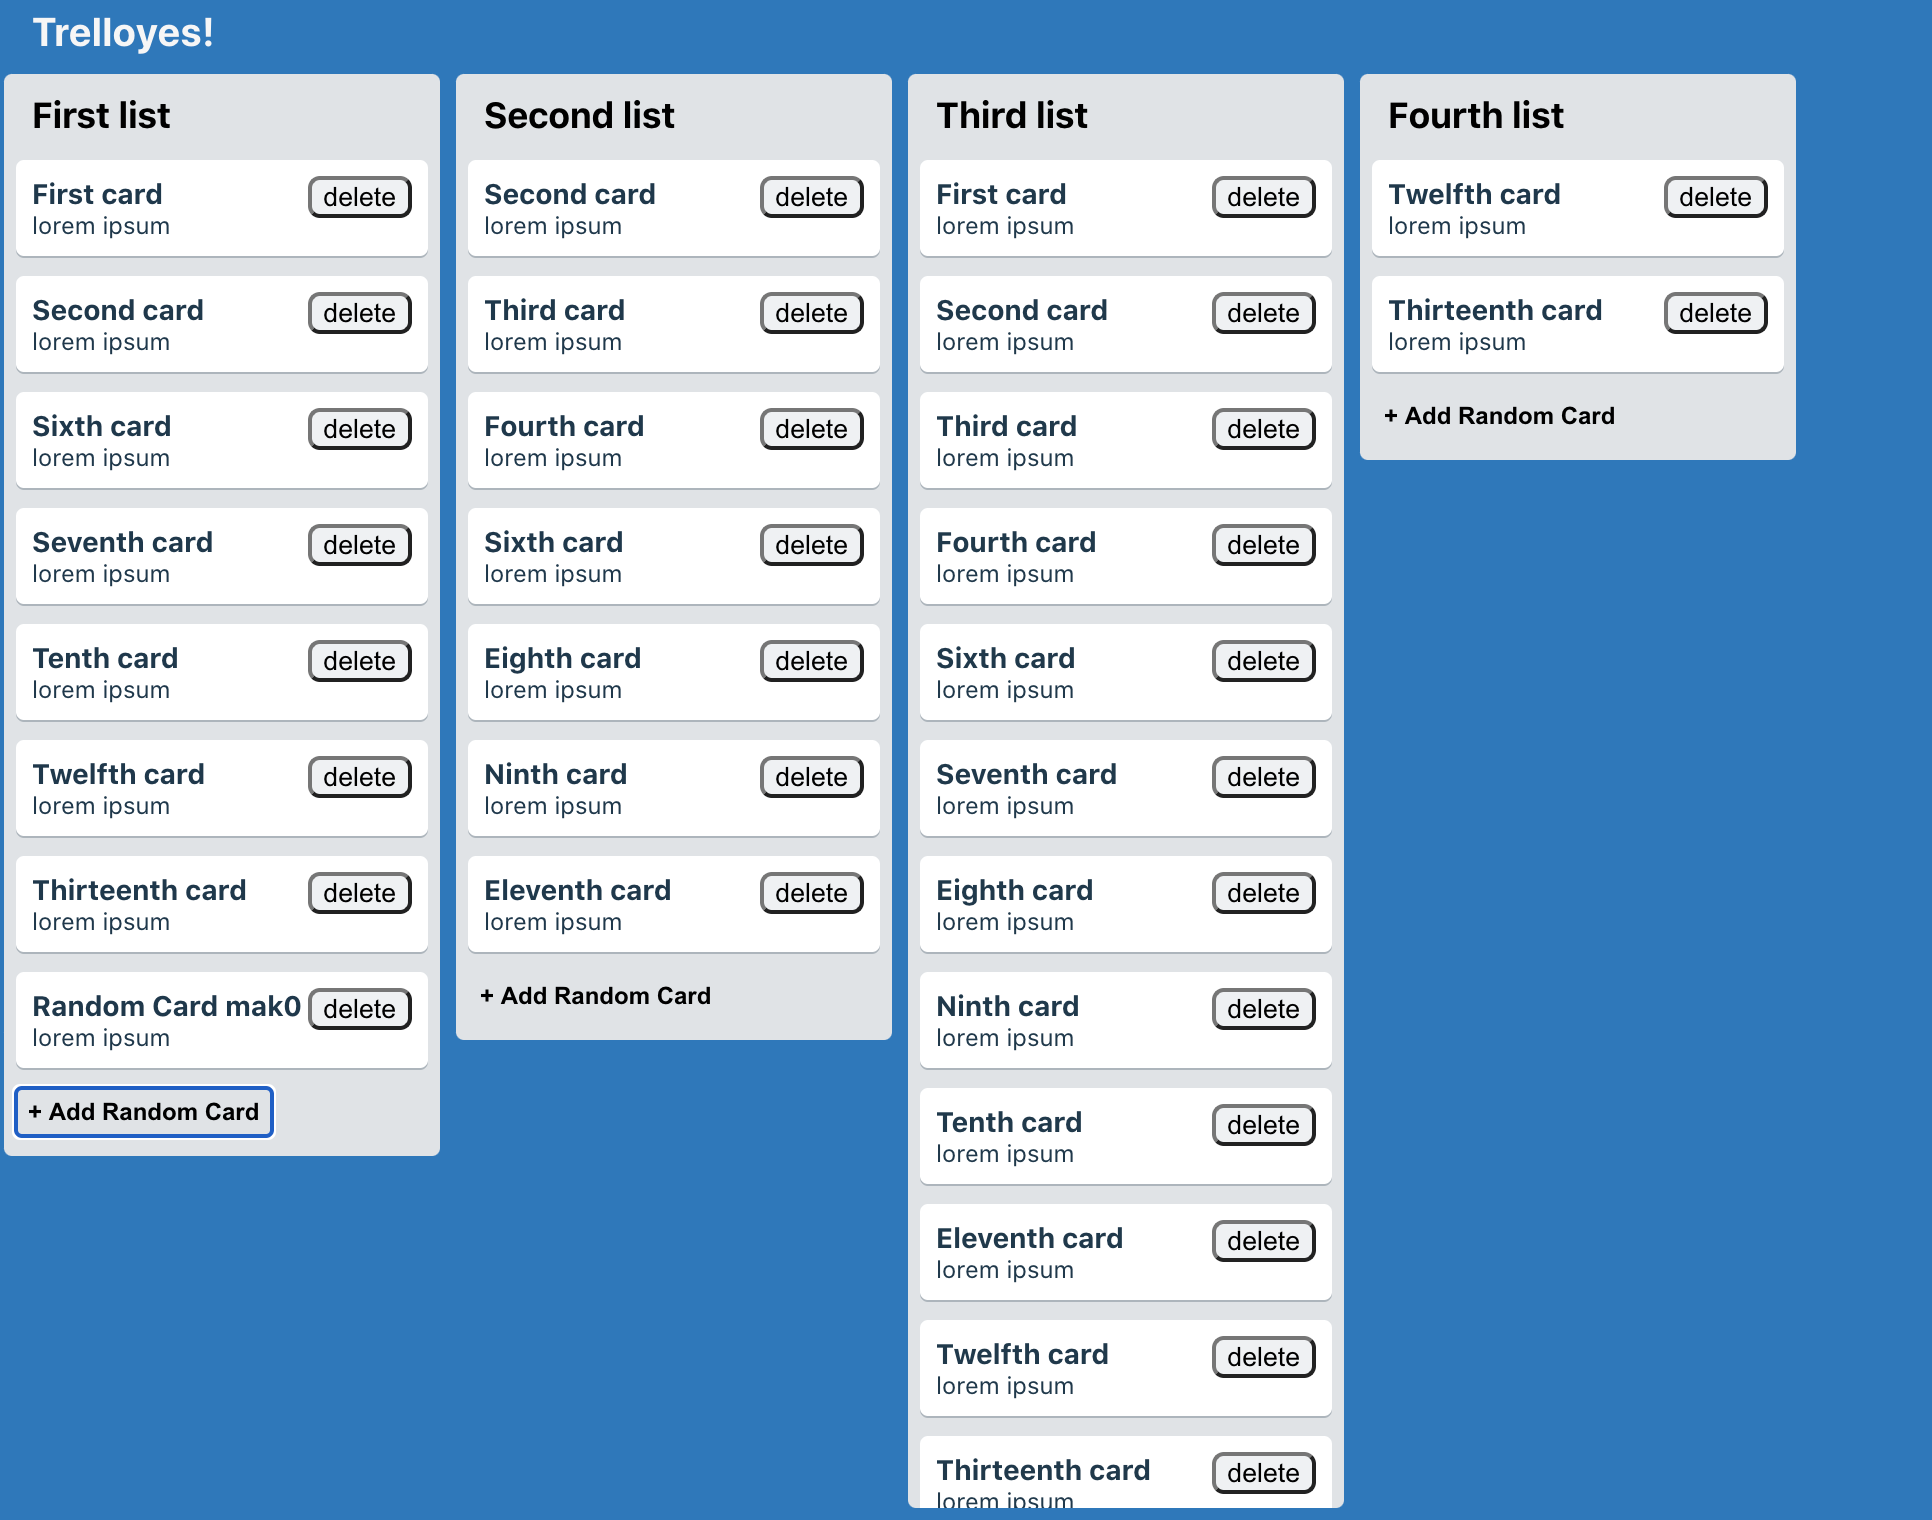 Trelloyes!
First list
First card
delete
lorem ipsum
Second card
delete
lorem ipsum
Sixth card
delete
lorem ipsum
Seventh card
delete
lorem ipsum
Tenth card
delete
lorem ipsum
Twelfth card
delete
lorem ipsum
Thirteenth card
delete
lorem ipsum
Random Card mak0
delete
lorem ipsum
+ Add Random Card
Second list
Second card
delete
lorem ipsum
Third card
delete
lorem ipsum
Fourth card
delete
lorem ipsum
Sixth card
delete
lorem ipsum
Eighth card
delete
lorem ipsum
Ninth card
delete
lorem ipsum
Eleventh card
delete
lorem ipsum
+ Add Random Card
Third list
First card
delete
lorem ipsum
Second card
delete
lorem ipsum
Third card
delete
lorem ipsum
Fourth card
delete
lorem ipsum
Sixth card
delete
lorem ipsum
Seventh card
delete
lorem ipsum
Eighth card
delete
lorem ipsum
Ninth card
delete
lorem ipsum
Tenth card
delete
lorem ipsum
Eleventh card
delete
lorem ipsum
Twelfth card
delete
lorem ipsum
Thirteenth card
delete
lorem ipsum
Fourth list
Twelfth card
delete
lorem ipsum
Thirteenth card
delete
lorem ipsum
+ Add Random Card